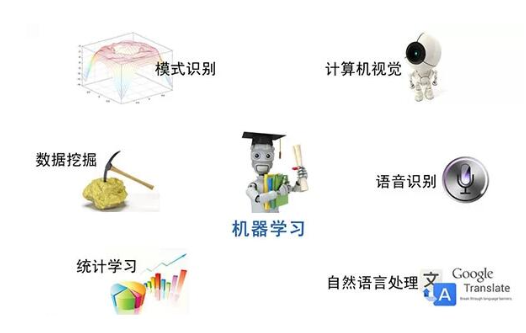 模式识别
计算机视觉
数据挖掘
语音识别
机器学习
统计学习
自然语言处理
文
A
Google
Translate